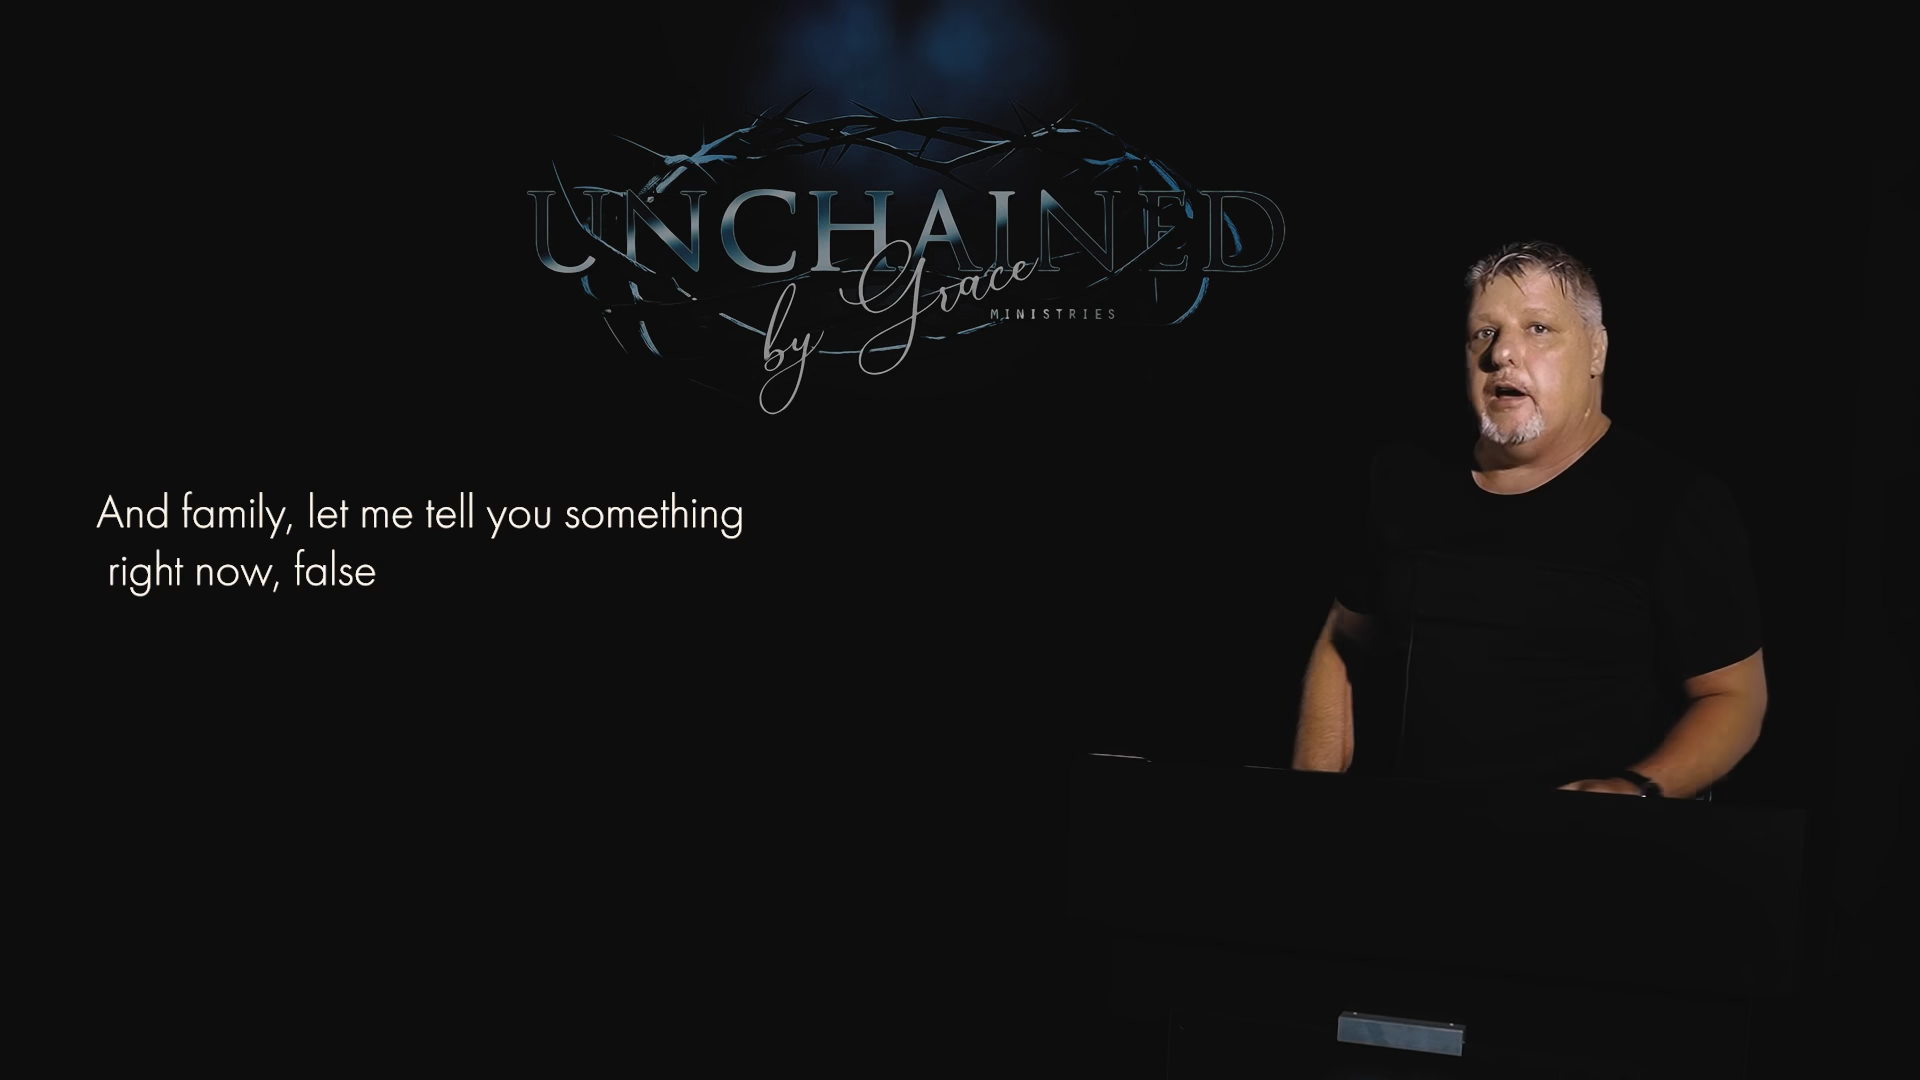 UNCHAINED
by Grace
MINISTRIES
And family, let me tell you something
right now, false